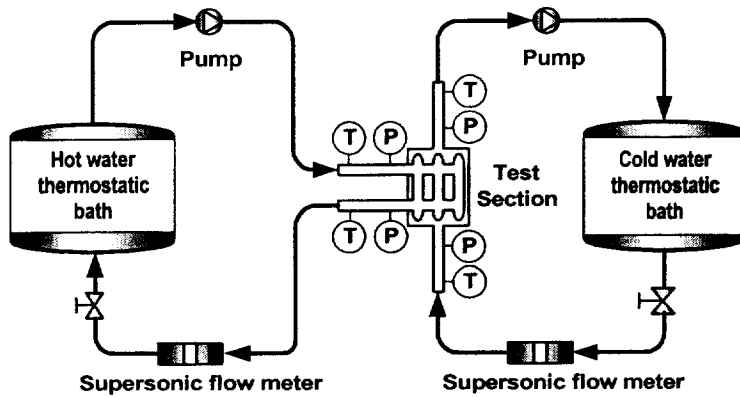 Pump
Pump
T
P
T
P
Hot water
thermostatic
bath
Test
Section
Cold water
thermostatic
bath
T
P
P
T
Supersonic flow meter
Supersonic flow meter